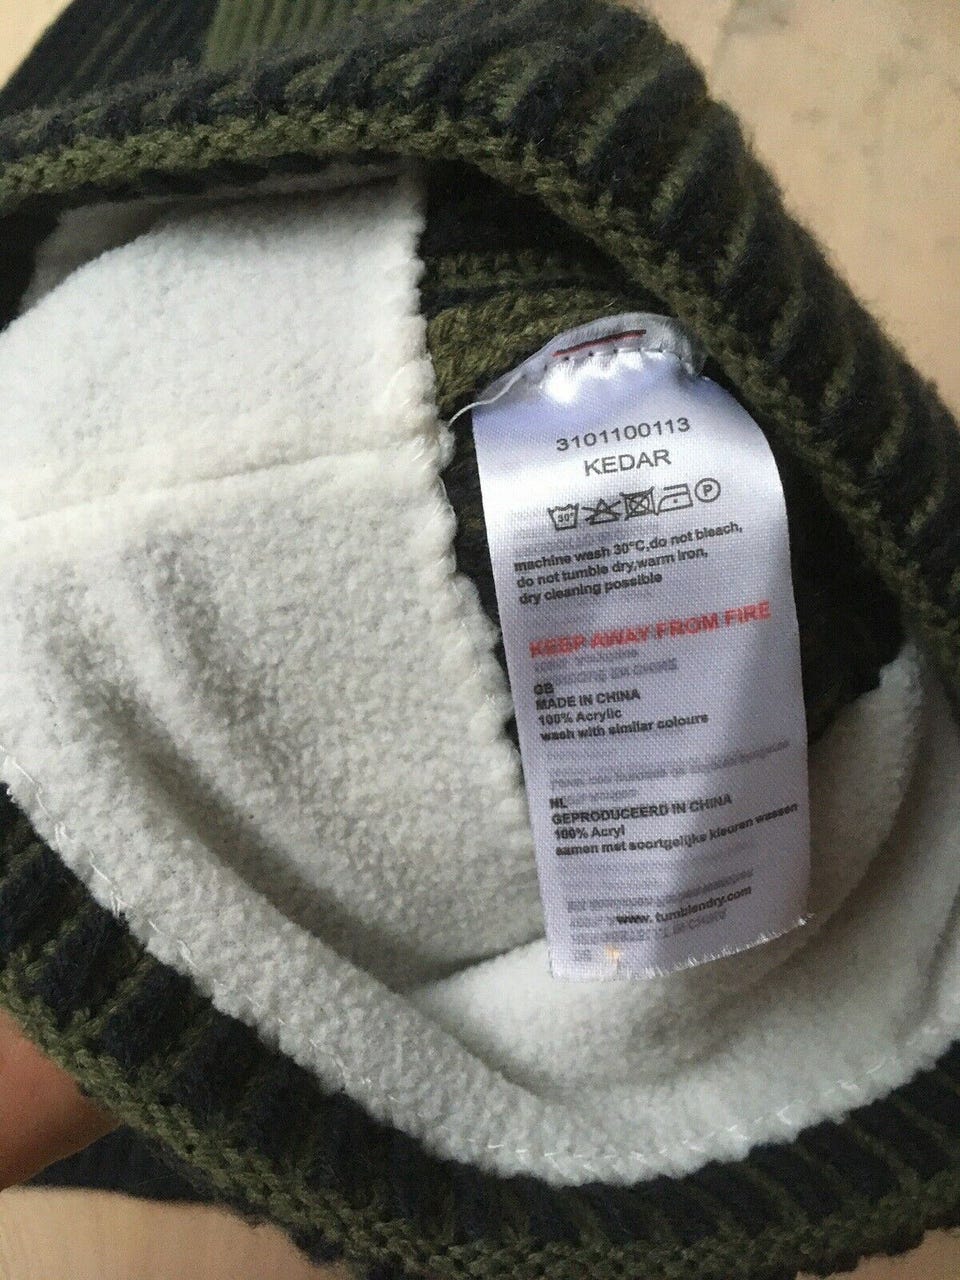 3101100113
KEDAR
30° P
machine wash 30°C,do not bleach,
do not tumble dry,warm iron,
dry cleaning possible
KEEP AWAY FROM FIRE
GB
MADE IN CHINA
100% Acrylic
wash with similar colours
NL
GEPRODUCEERD IN CHINA
100% Acryl
samen met soortgelijke kleuren wassen
www.tumblendry.com